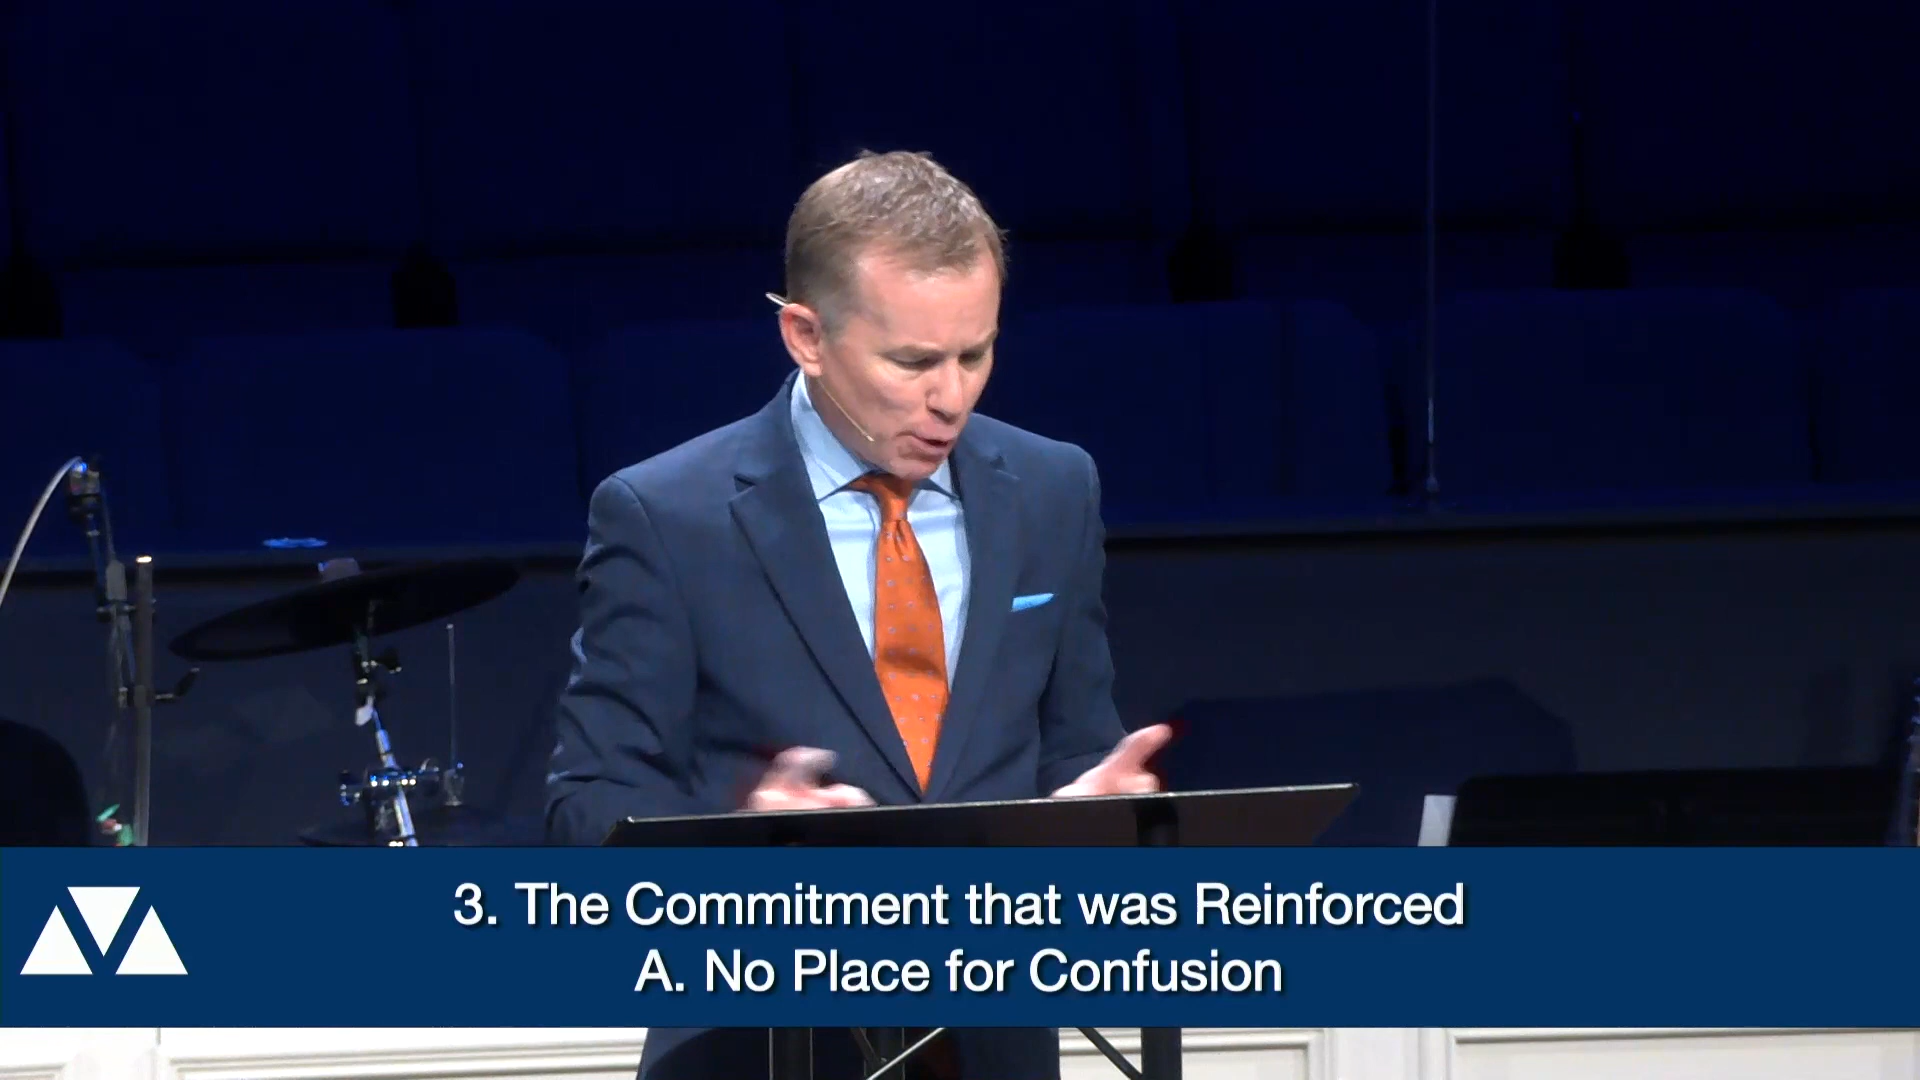 3. The Commitment that was Reinforced
A. No Place for Confusion